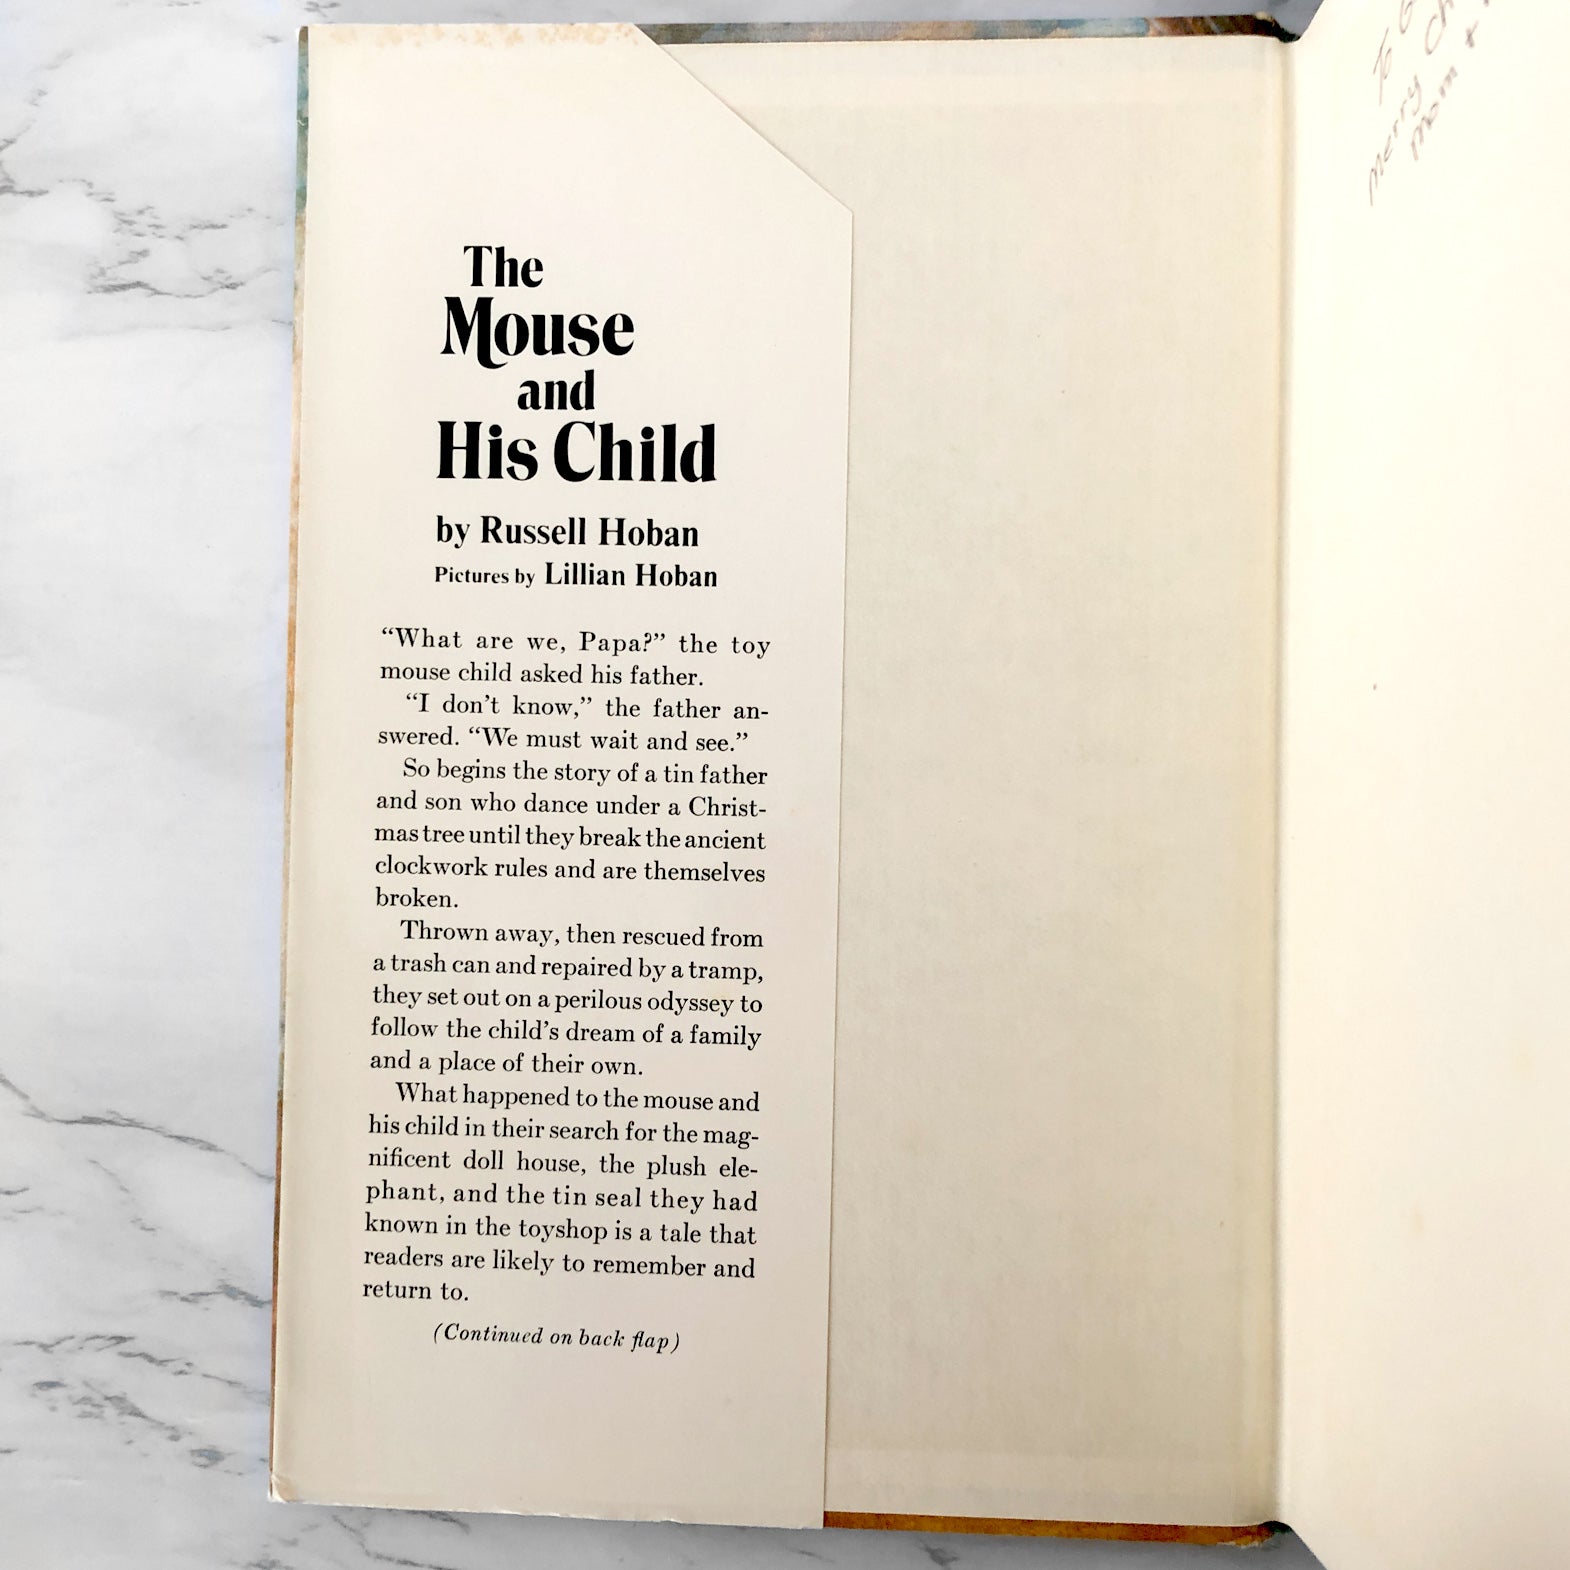 The
Mouse
and
His Child
by Russell Hoban
Pictures by Lillian Hoban
“What are we, Papa?” the toy
mouse child asked his father.
“I don’t know,” the father an-
swered. “We must wait and see.”
So begins the story of a tin father
and son who dance under a Christ-
mas tree until they break the ancient
clockwork rules and are themselves
broken.
Thrown away, then rescued from
a trash can and repaired by a tramp,
they set out on a perilous odyssey to
follow the child’s dream of a family
and a place of their own.
What happened to the mouse and
his child in their search for the mag-
nificent doll house, the plush ele-
phant, and the tin seal they had
known in the toyshop is a tale that
readers are likely to remember and
return to.
(Continued on back flap)
To
Merry
Mom +